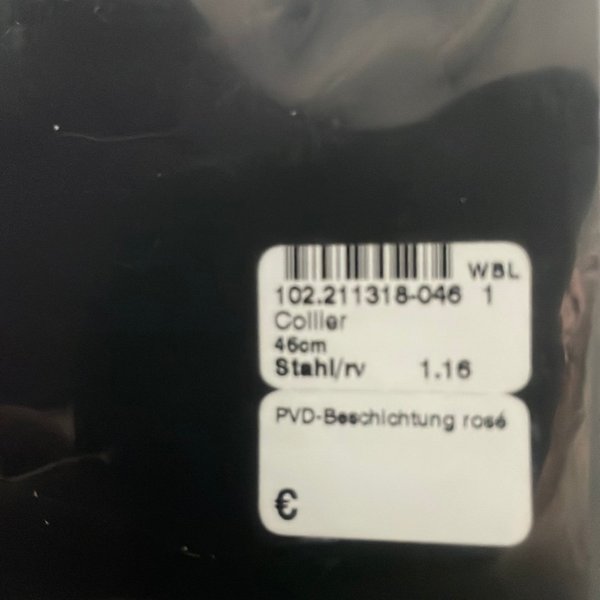 WBL
102.211318-046 1
Collier
46cm
Stahl/rv 1.16
PVD-Beschichtung rosé
€